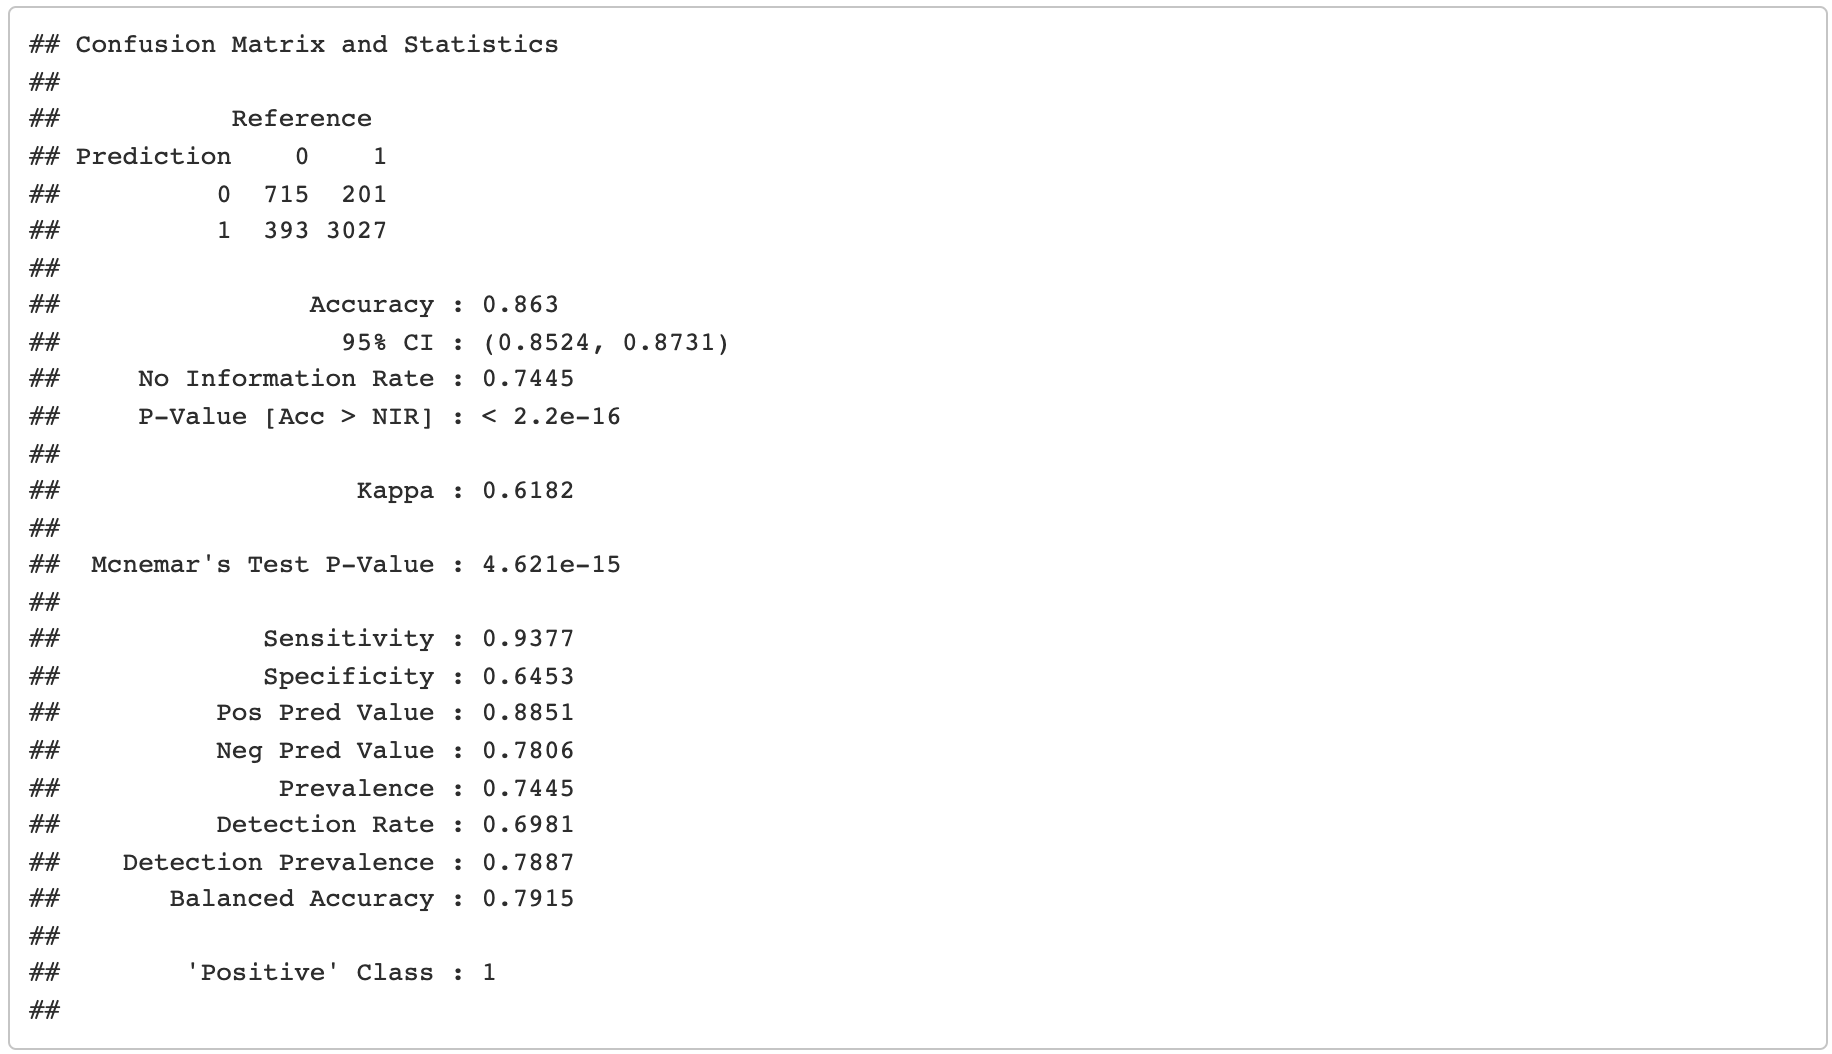 ## Confusion Matrix and Statistics
##
##           Reference
## Prediction    0    1
##          0  715  201
##          1  393 3027
##
##                Accuracy : 0.863
##                  95% CI : (0.8524, 0.8731)
##     No Information Rate : 0.7445
##     P-Value [Acc > NIR] : < 2.2e-16
##
##                   Kappa : 0.6182
##
##  Mcnemar's Test P-Value : 4.621e-15
##
##             Sensitivity : 0.9377
##             Specificity : 0.6453
##          Pos Pred Value : 0.8851
##          Neg Pred Value : 0.7806
##              Prevalence : 0.7445
##          Detection Rate : 0.6981
##    Detection Prevalence : 0.7887
##       Balanced Accuracy : 0.7915
##
##        'Positive' Class : 1
##